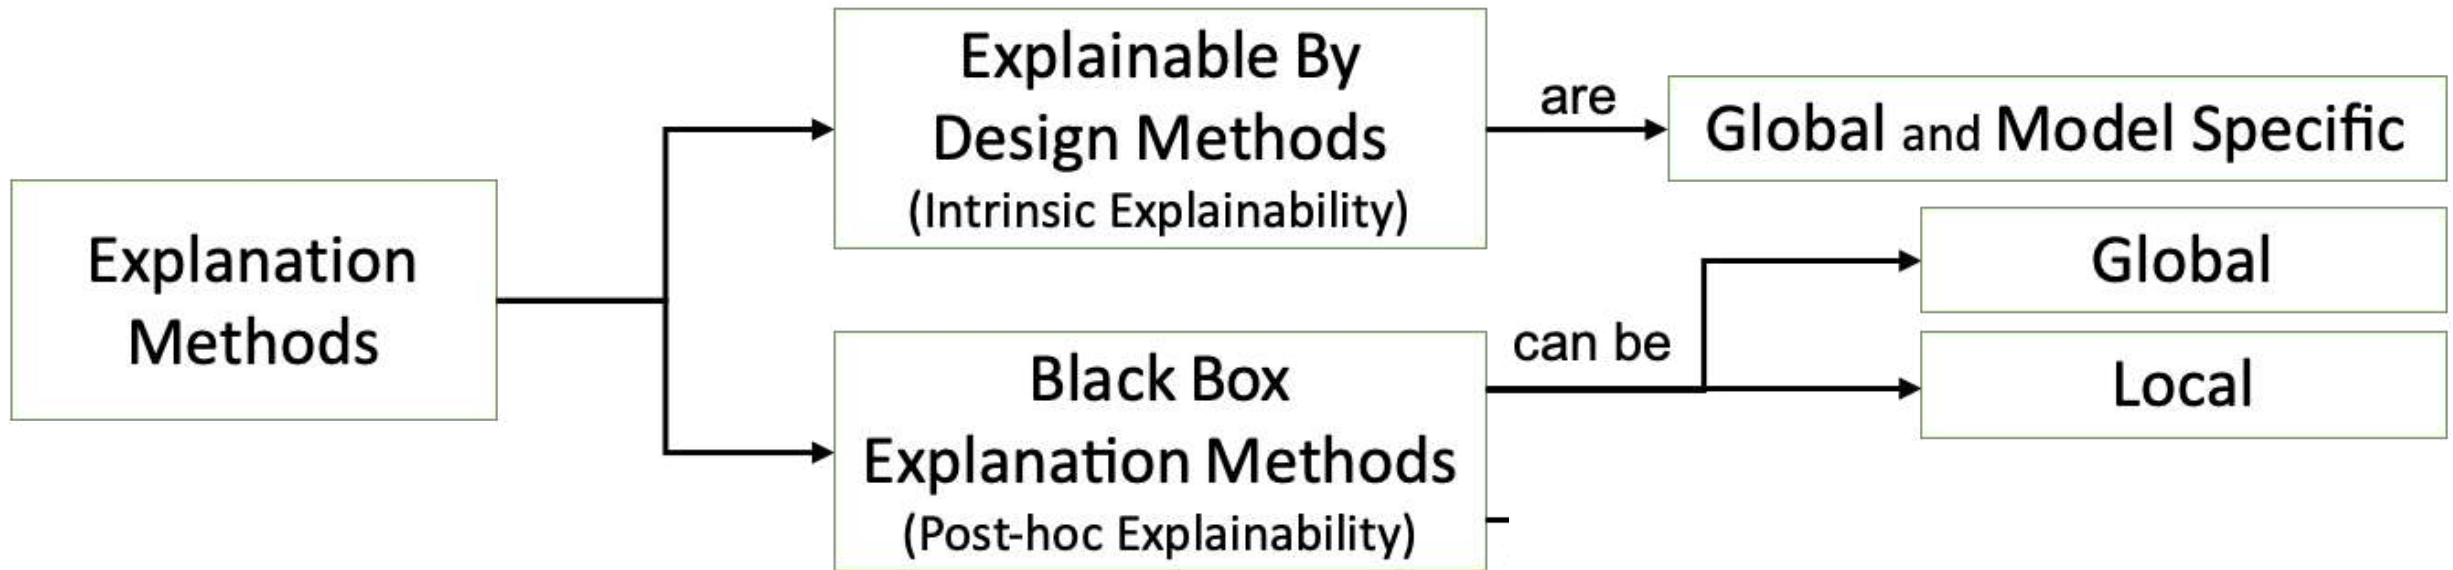 Explanation
Methods
Explainable By
Design Methods
(Intrinsic Explainability)
are
Global and Model Specific
Black Box
Explanation Methods
(Post-hoc Explainability)
can be
Global
Local